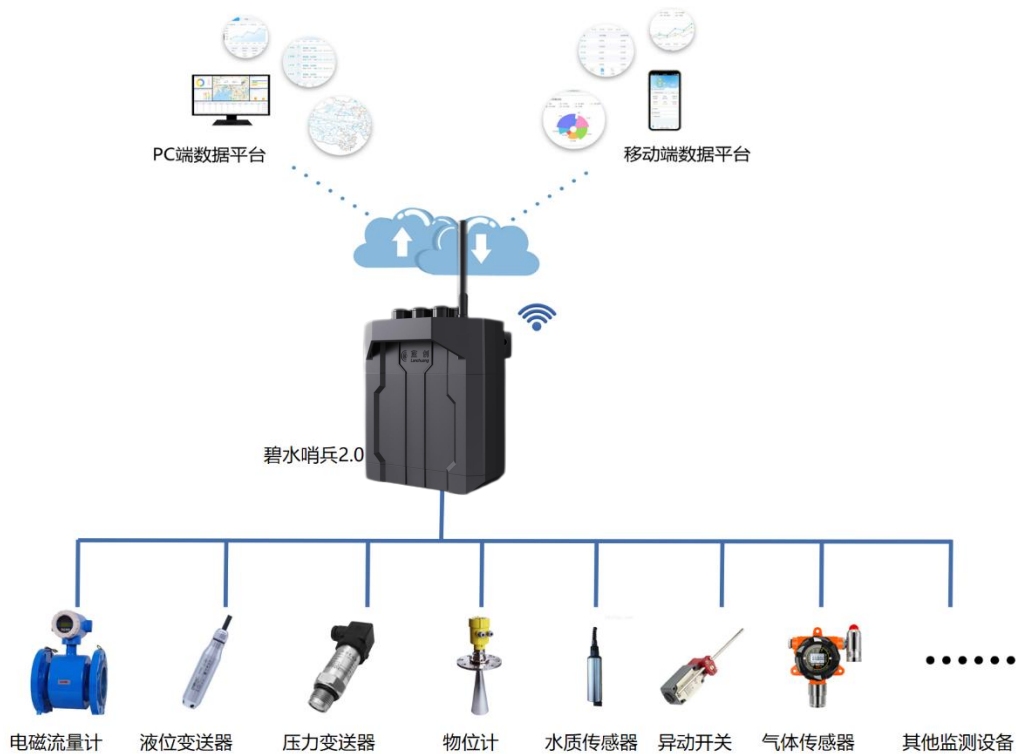 PC端数据平台
移动端数据平台
碧水哨兵2.0
电磁流量计
液位变送器
压力变送器
物位计
水质传感器
异动开关
气体传感器
其他监测设备